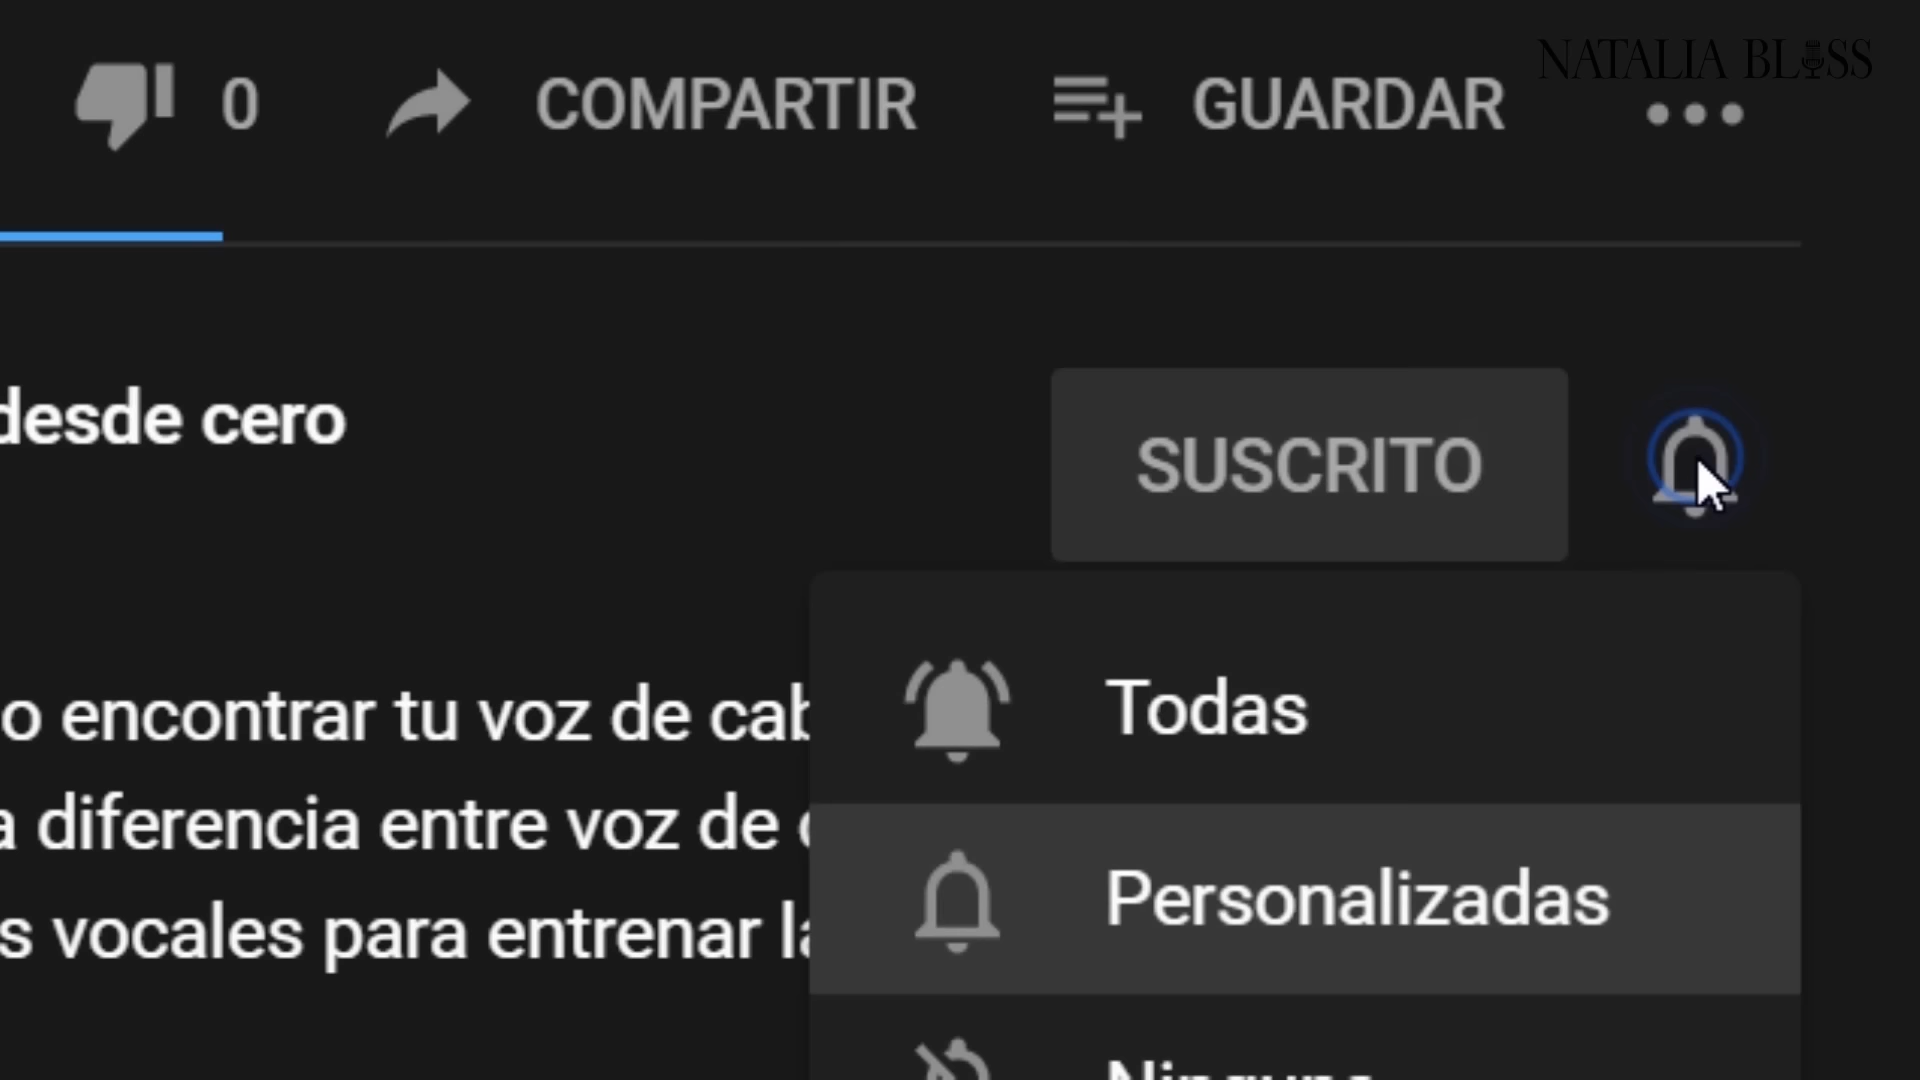 NATALIA BLISS
0 COMPARTIR GUARDAR
desde cero
SUSCRITO
o encontrar tu voz de cab
Todas
a diferencia entre voz de
Personalizadas
s vocales para entrenar la